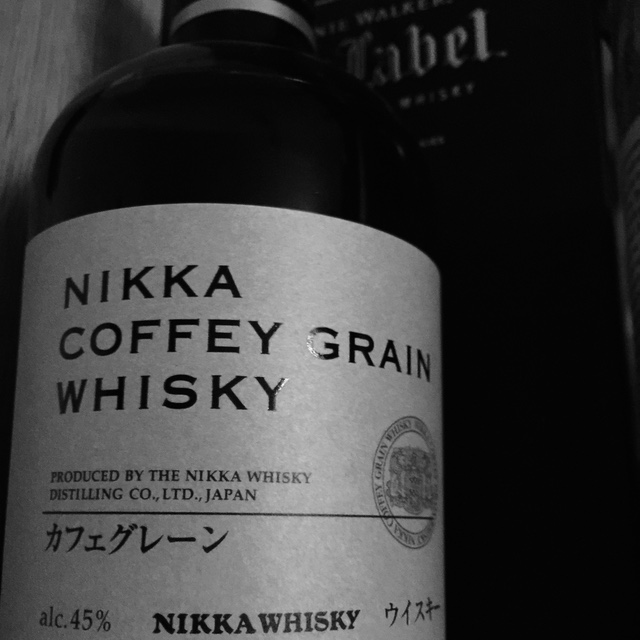 WALKER
Label
WHISKY
NIKKA
COFFEY GRAIN
WHISKY
PRODUCED BY THE NIKKA WHISKY
DISTILLING CO., LTD., JAPAN
カフェグレーン
alc.45% NIKKA WHISKY ウイスキー